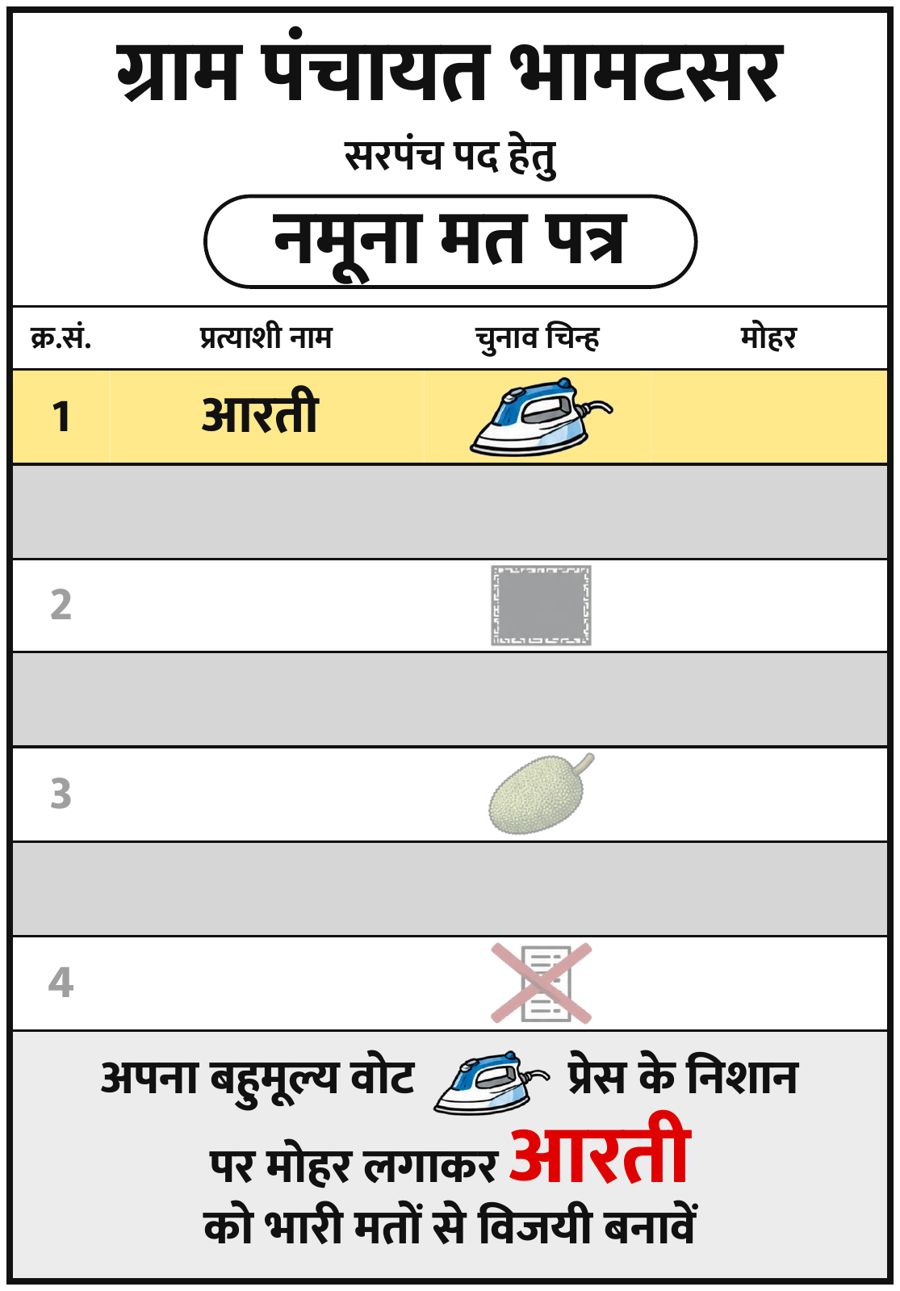 ग्राम पंचायत भामटसर
सरपंच पद हेतु
नमूना मत पत्र
क्र.सं. प्रत्याशी नाम चुनाव चिन्ह मोहर
1 आरती
2
3
4
अपना बहुमूल्य वोट प्रेस के निशान
पर मोहर लगाकर आरती
को भारी मतों से विजयी बनावें